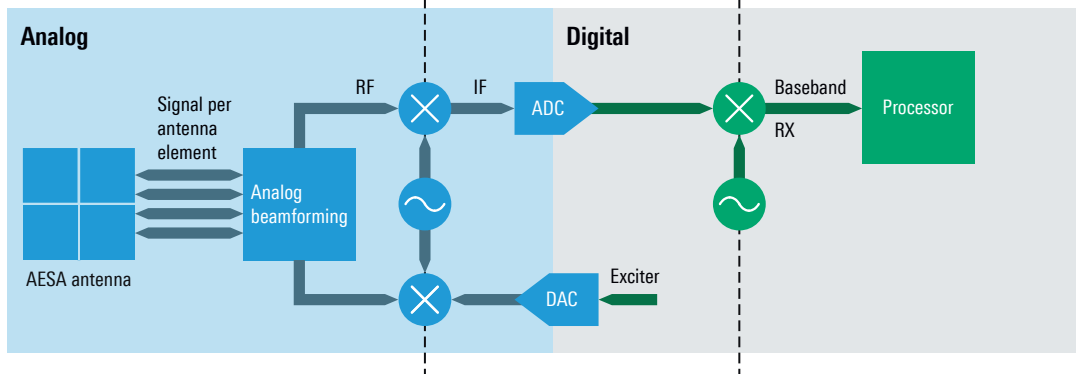 Analog
Digital
Signal per
antenna
element
RF
IF
ADC
Baseband
RX
Processor
Analog
beamforming
AESA antenna
DAC
Exciter